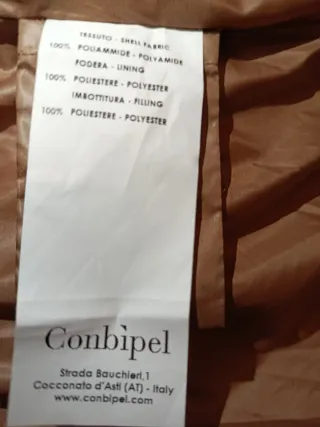 TESSUTO - SHELL FABRIC
100% POLIAMMIDE - POLYAMIDE
FODERA - LINING
100% POLIESTERE - POLYESTER
IMBOTTITURA - FILLING
100% POLIESTERE - POLYESTER
Conbìpel
Strada Bauchieri,1
Cocconato d'Asti (AT) - Italy
www.conbipel.com